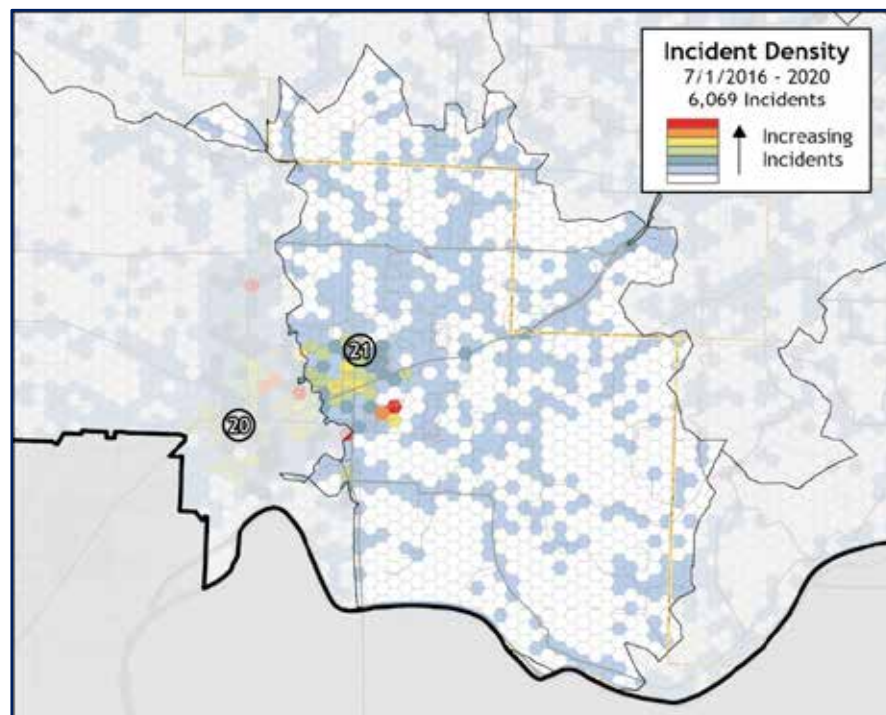 Incident Density
7/1/2016 - 2020
6,069 Incidents
Increasing
Incidents
21
20